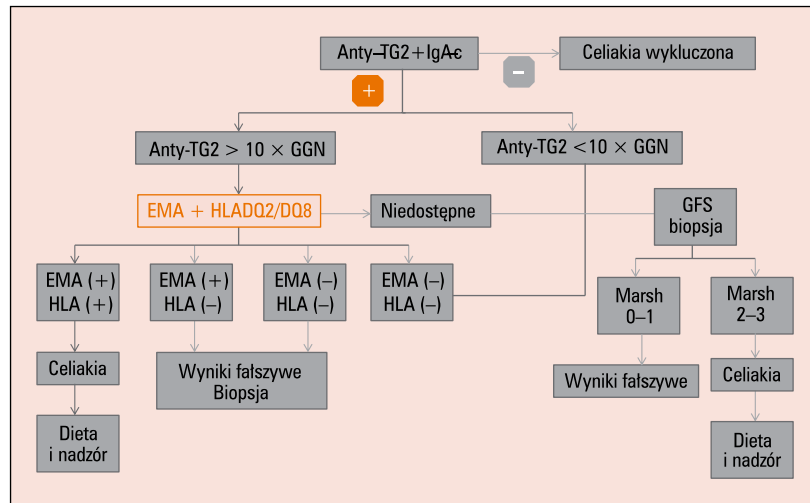 Anty-TG2+IgA-c
Celiakia wykluczona
+
–
Anty-TG2 > 10 × GGN
Anty-TG2 < 10 × GGN
EMA + HLADQ2/DQ8
Niedostępne
GFS
biopsja
EMA (+)
HLA (+)
EMA (+)
HLA (–)
EMA (–)
HLA (–)
EMA (–)
HLA (–)
Marsh
0–1
Marsh
2–3
Celiakia
Wyniki fałszywe
Biopsja
Wyniki fałszywe
Celiakia
Dieta
i nadzór
Dieta
i nadzór